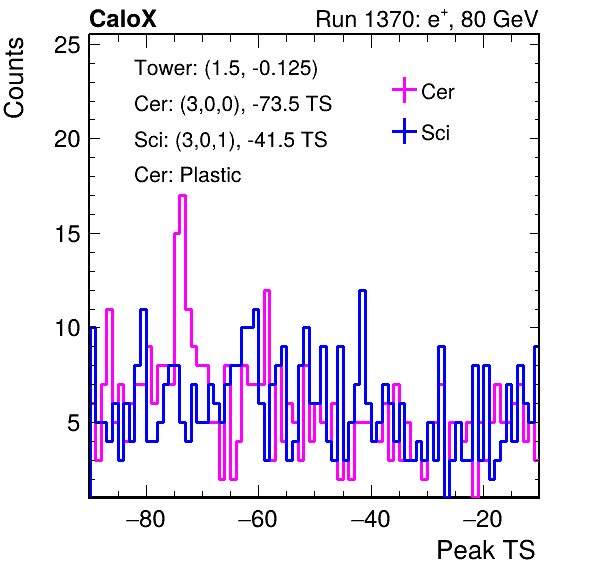 CaloX Run 1370: e⁺, 80 GeV
Counts
25
20
15
10
5
Tower: (1.5, -0.125)
Cer: (3,0,0), -73.5 TS
Sci: (3,0,1), -41.5 TS
Cer: Plastic
Cer
Sci
−80 −60 −40 −20
Peak TS